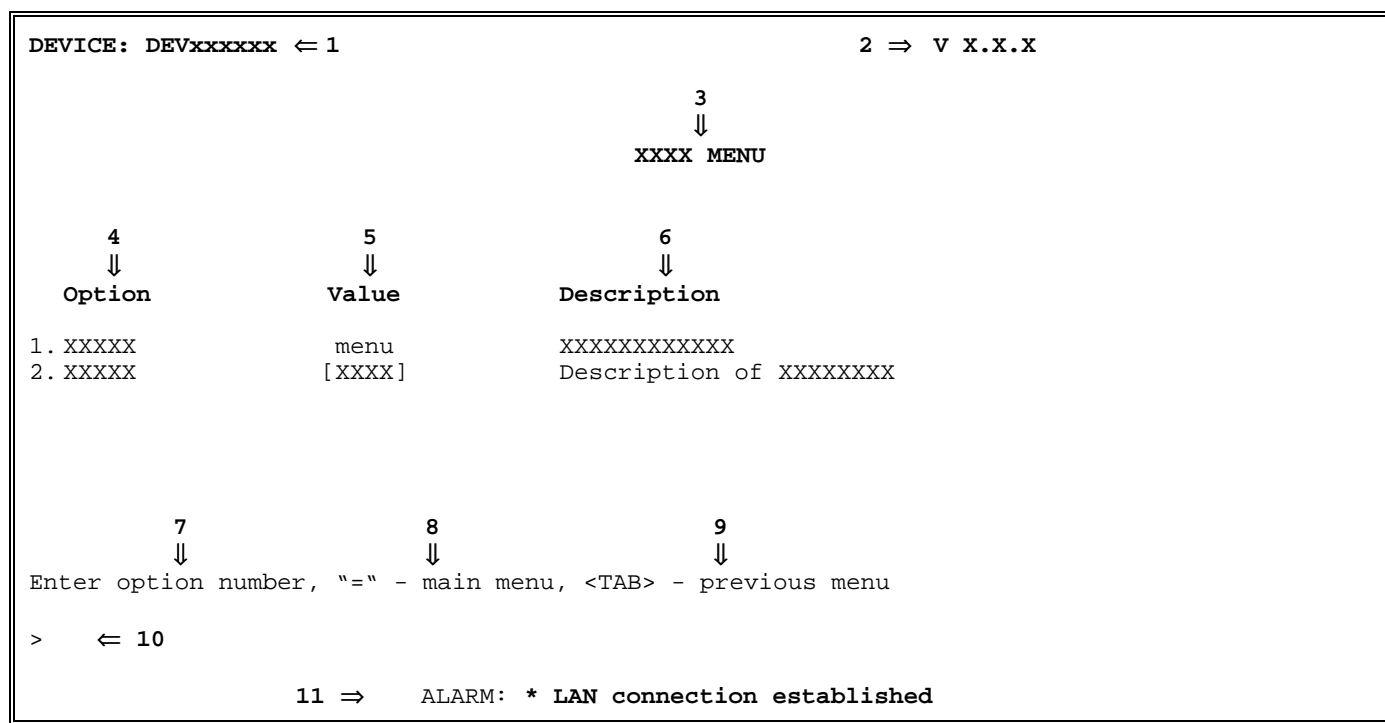 DEVICE: DEVxxxxxx ⇐ 1 2 ⇒ V X.X.X
3
⇓
XXXX MENU
4 5 6
⇓ ⇓ ⇓
Option Value Description
1. XXXXX menu XXXXXXXXXXXX
2. XXXXX [XXXX] Description of XXXXXXXX
7 8 9
⇓ ⇓ ⇓
Enter option number, “=“ - main menu, <TAB> - previous menu
> ⇐ 10
11 ⇒ ALARM: * LAN connection established